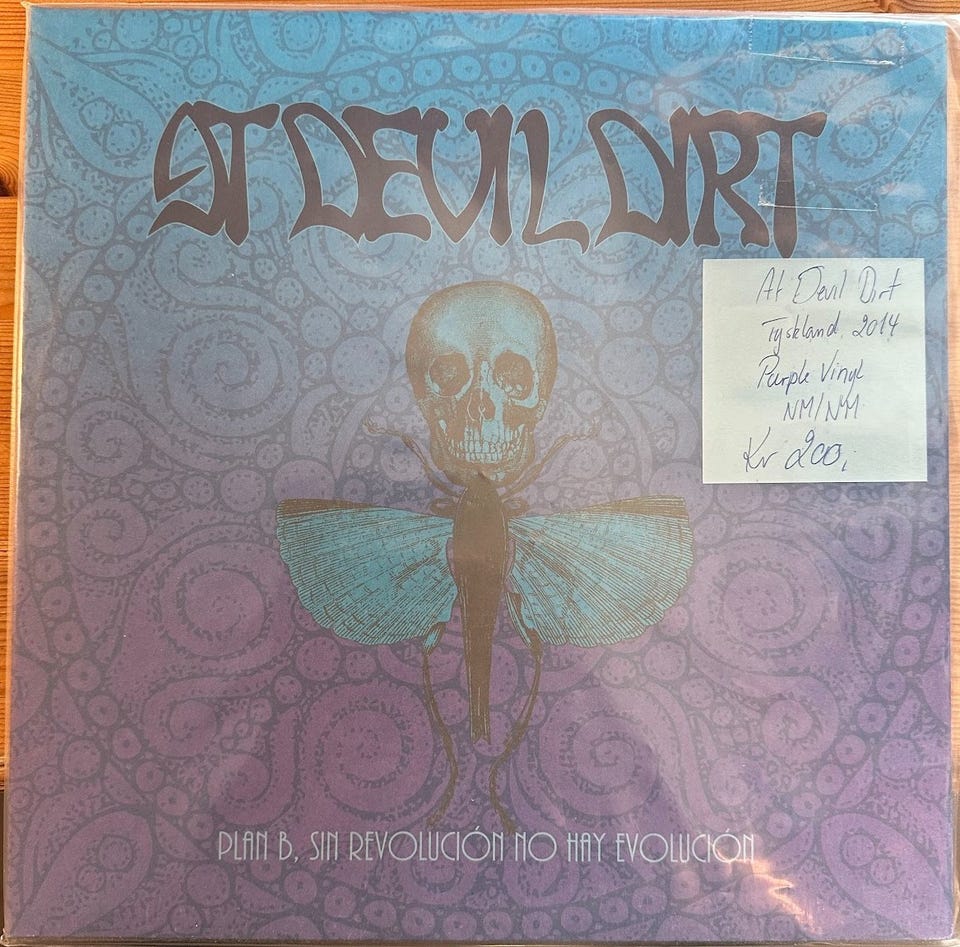 AT DEVIL DIRT
At Devil Dirt
Tyskland, 2014
Purple Vinyl
NM/NM
Kr 200,-
PLAN B, SIN REVOLUCIÓN NO HAY EVOLUCIÓN